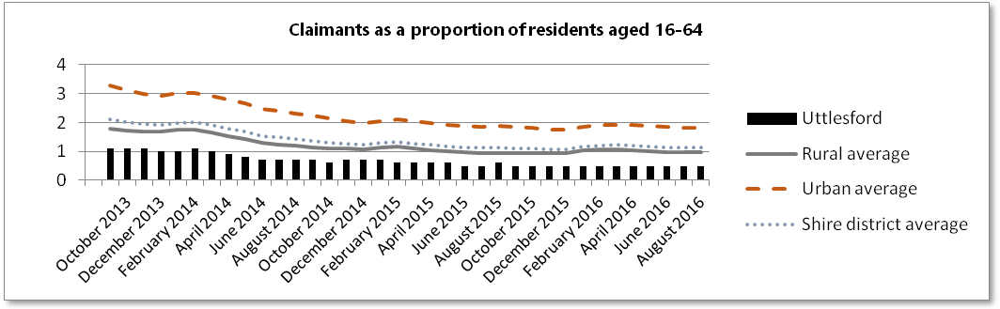 Claimants as a proportion of residents aged 16-64
4
3
2
1
0
October 2013
December 2013
February 2014
April 2014
June 2014
August 2014
October 2014
December 2014
February 2015
April 2015
June 2015
August 2015
October 2015
December 2015
February 2016
April 2016
June 2016
August 2016
Uttlesford
Rural average
Urban average
Shire district average